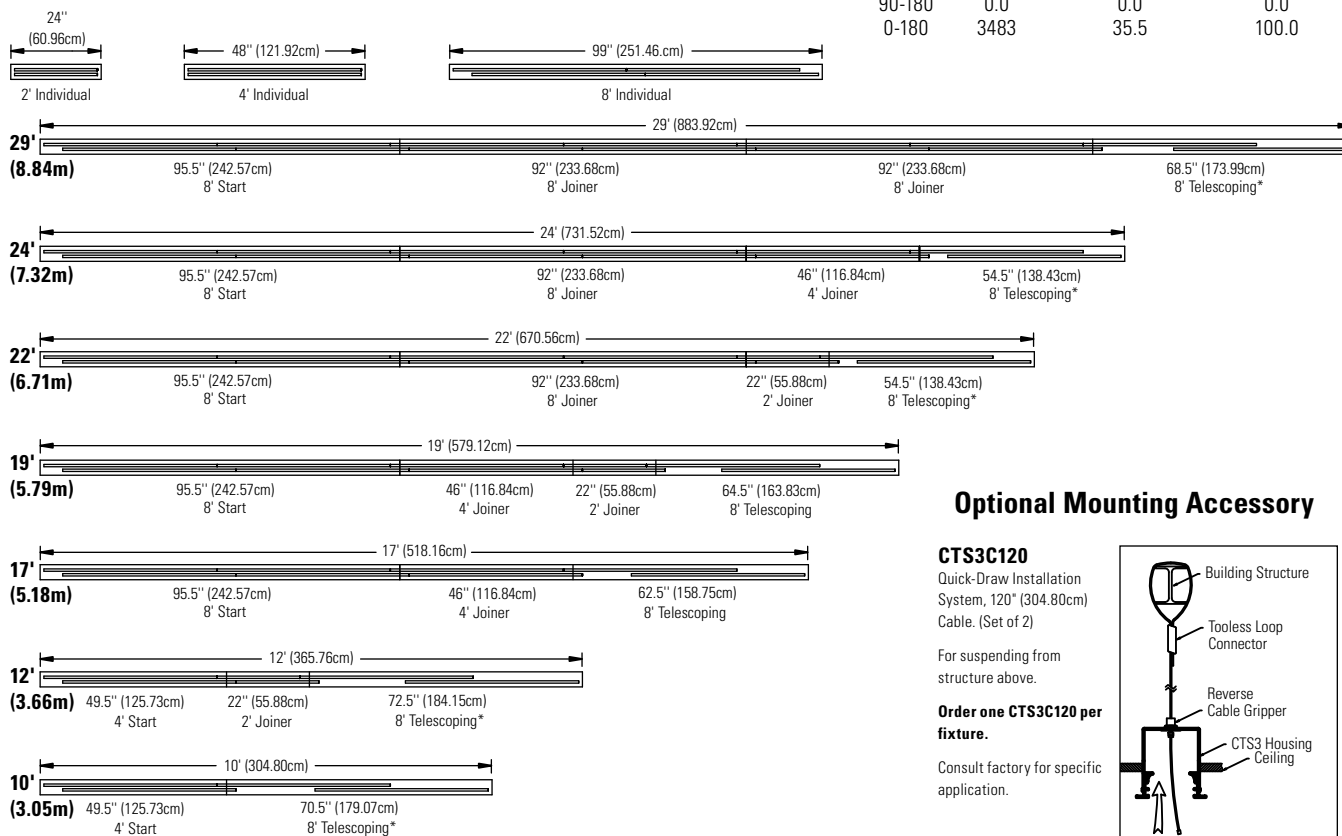 90-180 0.0 0.0 0.0
0-180 3483 35.5 100.0
24"
(60.96cm)
2' Individual
48" (121.92cm)
4' Individual
99" (251.46.cm)
8' Individual
29'
(8.84m)
29' (883.92cm)
95.5" (242.57cm)
8' Start
92" (233.68cm)
8' Joiner
92" (233.68cm)
8' Joiner
68.5" (173.99cm)
8' Telescoping*
24'
(7.32m)
24' (731.52cm)
95.5" (242.57cm)
8' Start
92" (233.68cm)
8' Joiner
46" (116.84cm)
4' Joiner
54.5" (138.43cm)
8' Telescoping*
22'
(6.71m)
22' (670.56cm)
95.5" (242.57cm)
8' Start
92" (233.68cm)
8' Joiner
22" (55.88cm)
2' Joiner
54.5" (138.43cm)
8' Telescoping*
19'
(5.79m)
19' (579.12cm)
95.5" (242.57cm)
8' Start
46" (116.84cm)
4' Joiner
22" (55.88cm)
2' Joiner
64.5" (163.83cm)
8' Telescoping
17'
(5.18m)
17' (518.16cm)
95.5" (242.57cm)
8' Start
46" (116.84cm)
4' Joiner
62.5" (158.75cm)
8' Telescoping
12'
(3.66m)
12' (365.76cm)
49.5" (125.73cm)
4' Start
22" (55.88cm)
2' Joiner
72.5" (184.15cm)
8' Telescoping*
10'
(3.05m)
10' (304.80cm)
49.5" (125.73cm)
4' Start
70.5" (179.07cm)
8' Telescoping*
Optional Mounting Accessory
CTS3C120
Quick-Draw Installation
System, 120" (304.80cm)
Cable. (Set of 2)
For suspending from
structure above.
Order one CTS3C120 per
fixture.
Consult factory for specific
application.
Building Structure
Tooless Loop
Connector
Reverse
Cable Gripper
CTS3 Housing
Ceiling